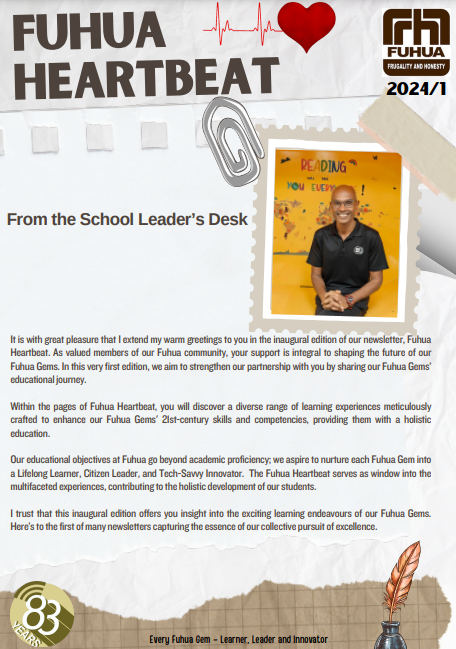 FUHUA
HEARTBEAT
FUHUA
FRUGALITY AND HONESTY
2024/1
READING
YOU EVERY !
From the School Leader's Desk
It is with great pleasure that I extend my warm greetings to you in the inaugural edition of our newsletter, Fuhua
Heartbeat. As valued members of our Fuhua community, your support is integral to shaping the future of our
Fuhua Gems. In this very first edition, we aim to strengthen our partnership with you by sharing our Fuhua Gems'
educational journey.
Within the pages of Fuhua Heartbeat, you will discover a diverse range of learning experiences meticulously
crafted to enhance our Fuhua Gems' 21st-century skills and competencies, providing them with a holistic
education.
Our educational objectives at Fuhua go beyond academic proficiency; we aspire to nurture each Fuhua Gem into
a Lifelong Learner, Citizen Leader, and Tech-Savvy Innovator. The Fuhua Heartbeat serves as window into the
multifaceted experiences, contributing to the holistic development of our students.
I trust that this inaugural edition offers you insight into the exciting learning endeavours of our Fuhua Gems.
Here's to the first of many newsletters capturing the essence of our collective pursuit of excellence.
83
YEARS
Every Fuhua Gem - Learner, Leader and Innovator